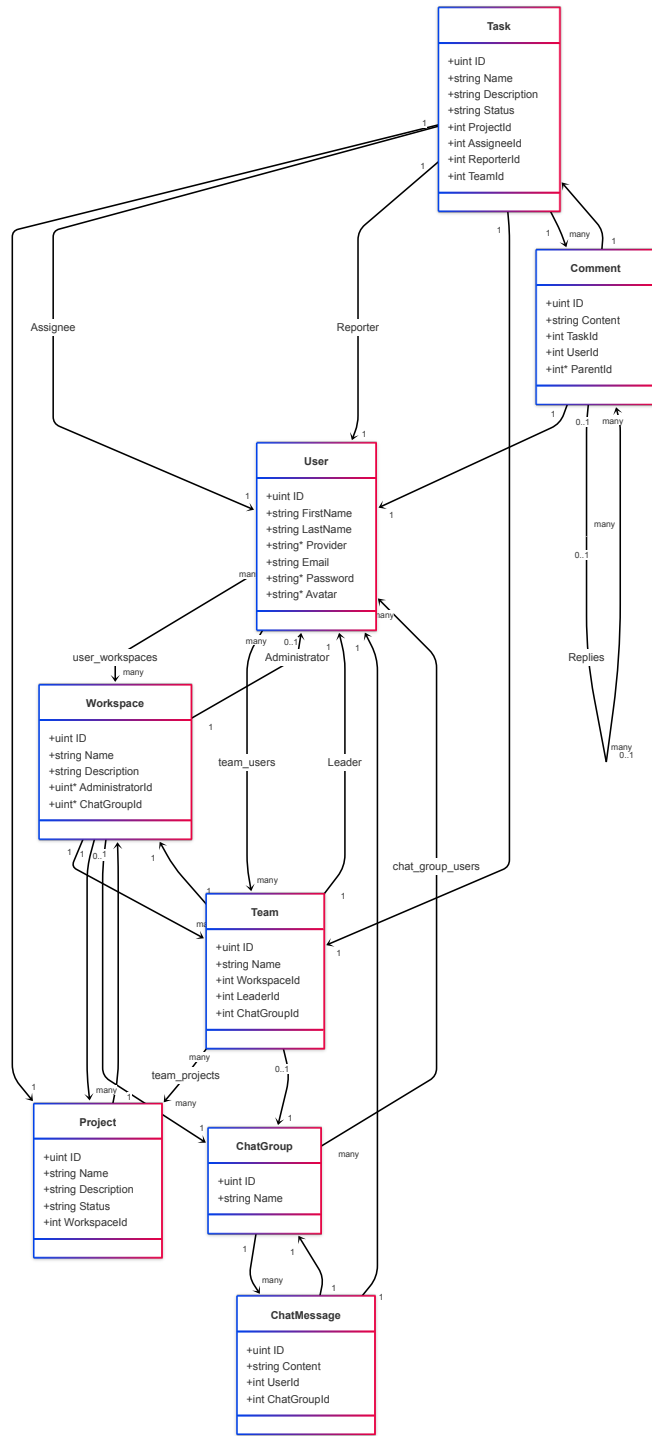 Task
+uint ID
+string Name
+string Description
+string Status
+int ProjectId
+int AssigneeId
+int ReporterId
+int TeamId
1
1
1
1
many
1
Comment
+uint ID
+string Content
+int TaskId
+int UserId
+int* ParentId
Assignee
Reporter
1
0..1
many
1
User
+uint ID
+string FirstName
+string LastName
+string* Provider
+string Email
+string* Password
+string* Avatar
1
1
many
0..1
many
many
many
0..1
1
1
user_workspaces
Administrator
Replies
many
1
many
0..1
Workspace
+uint ID
+string Name
+string Description
+uint* AdministratorId
+uint* ChatGroupId
team_users
Leader
1
1
0..1
1
chat_group_users
many
1
1
Team
+uint ID
+string Name
+int WorkspaceId
+int LeaderId
+int ChatGroupId
1
many
team_projects
0..1
1
many
1
many
1
1
many
Project
+uint ID
+string Name
+string Description
+string Status
+int WorkspaceId
ChatGroup
+uint ID
+string Name
1
1
many
1
1
ChatMessage
+uint ID
+string Content
+int UserId
+int ChatGroupId